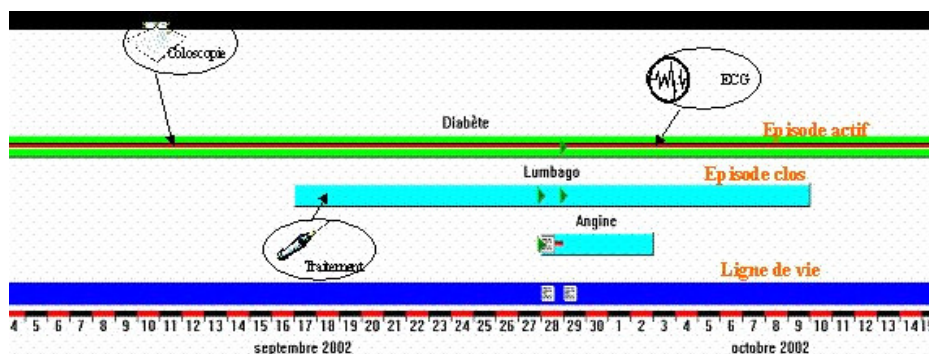 Coloscopie
ECG
Diabète
Episode actif
Lumbago
Episode clos
Angine
Traitement
Ligne de vie
4 5 6 7 8 9 10 11 12 13 14 15 16 17 18 19 20 21 22 23 24 25 26 27 28 29 30 1 2 3 4 5 6 7 8 9 10 11 12 13 14 15
septembre 2002 octobre 2002